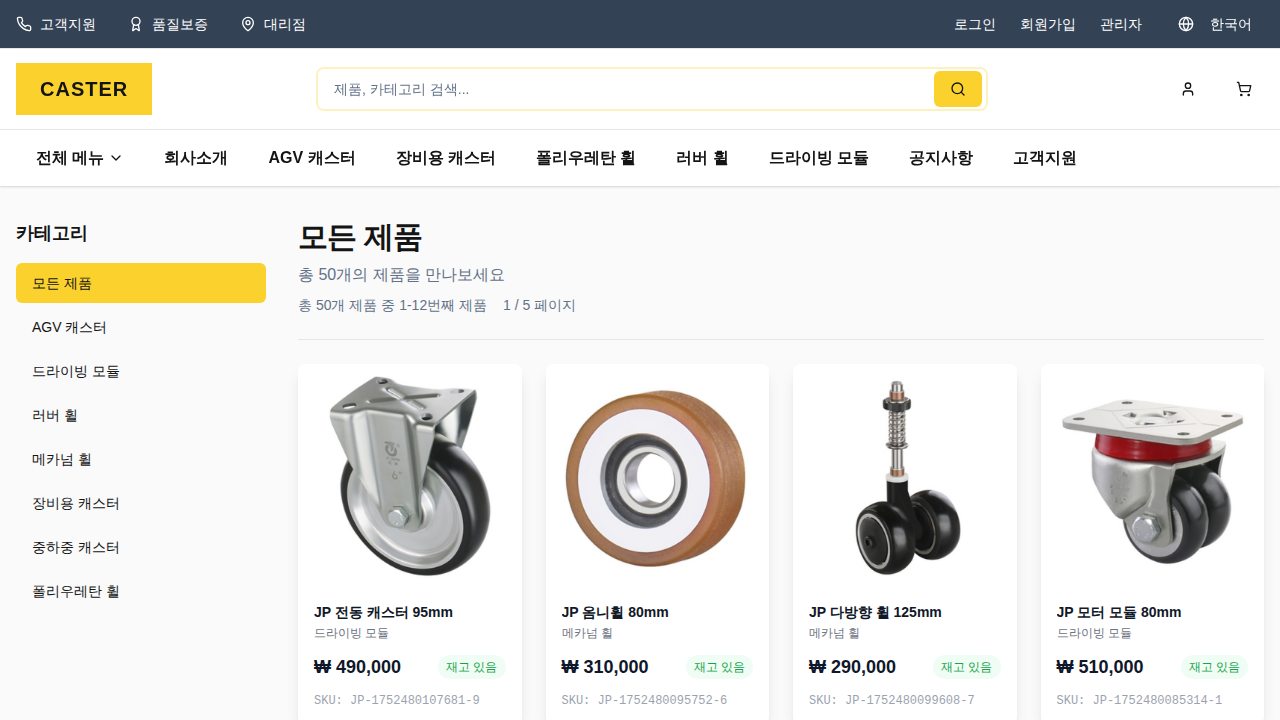 고객지원
품질보증
대리점
로그인
회원가입
관리자
한국어
CASTER
제품, 카테고리 검색...
전체 메뉴
회사소개
AGV 캐스터
장비용 캐스터
폴리우레탄 휠
러버 휠
드라이빙 모듈
공지사항
고객지원
카테고리
모든 제품
AGV 캐스터
드라이빙 모듈
러버 휠
메카넘 휠
장비용 캐스터
중하중 캐스터
폴리우레탄 휠
모든 제품
총 50개의 제품을 만나보세요
총 50개 제품 중 1-12번째 제품
1 / 5 페이지
JP 전동 캐스터 95mm
드라이빙 모듈
₩ 490,000
재고 있음
SKU: JP-1752480107681-9
JP 옴니휠 80mm
메카넘 휠
₩ 310,000
재고 있음
SKU: JP-1752480095752-6
JP 다방향 휠 125mm
메카넘 휠
₩ 290,000
재고 있음
SKU: JP-1752480099608-7
JP 모터 모듈 80mm
드라이빙 모듈
₩ 510,000
재고 있음
SKU: JP-1752480085314-1